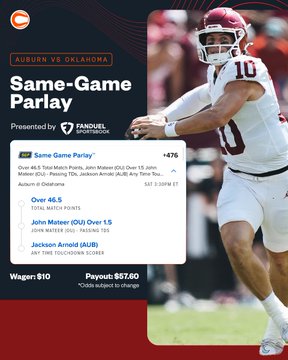 AUBURN VS OKLAHOMA
Same-Game
Parlay
Presented by FANDUEL
SPORTSBOOK
SGP Same Game Parlay™ +476
Over 46.5 Total Match Points, John Mateer (OU) Over 1.5 John
Mateer (OU) - Passing TDs, Jackson Arnold (AUB) Any Time Tou...
Auburn @ Oklahoma SAT 3:30PM ET
Over 46.5
TOTAL MATCH POINTS
John Mateer (OU) Over 1.5
JOHN MATEER (OU) - PASSING TDS
Jackson Arnold (AUB)
ANY TIME TOUCHDOWN SCORER
Wager: $10 Payout: $57.60
*Odds subject to change
10
10